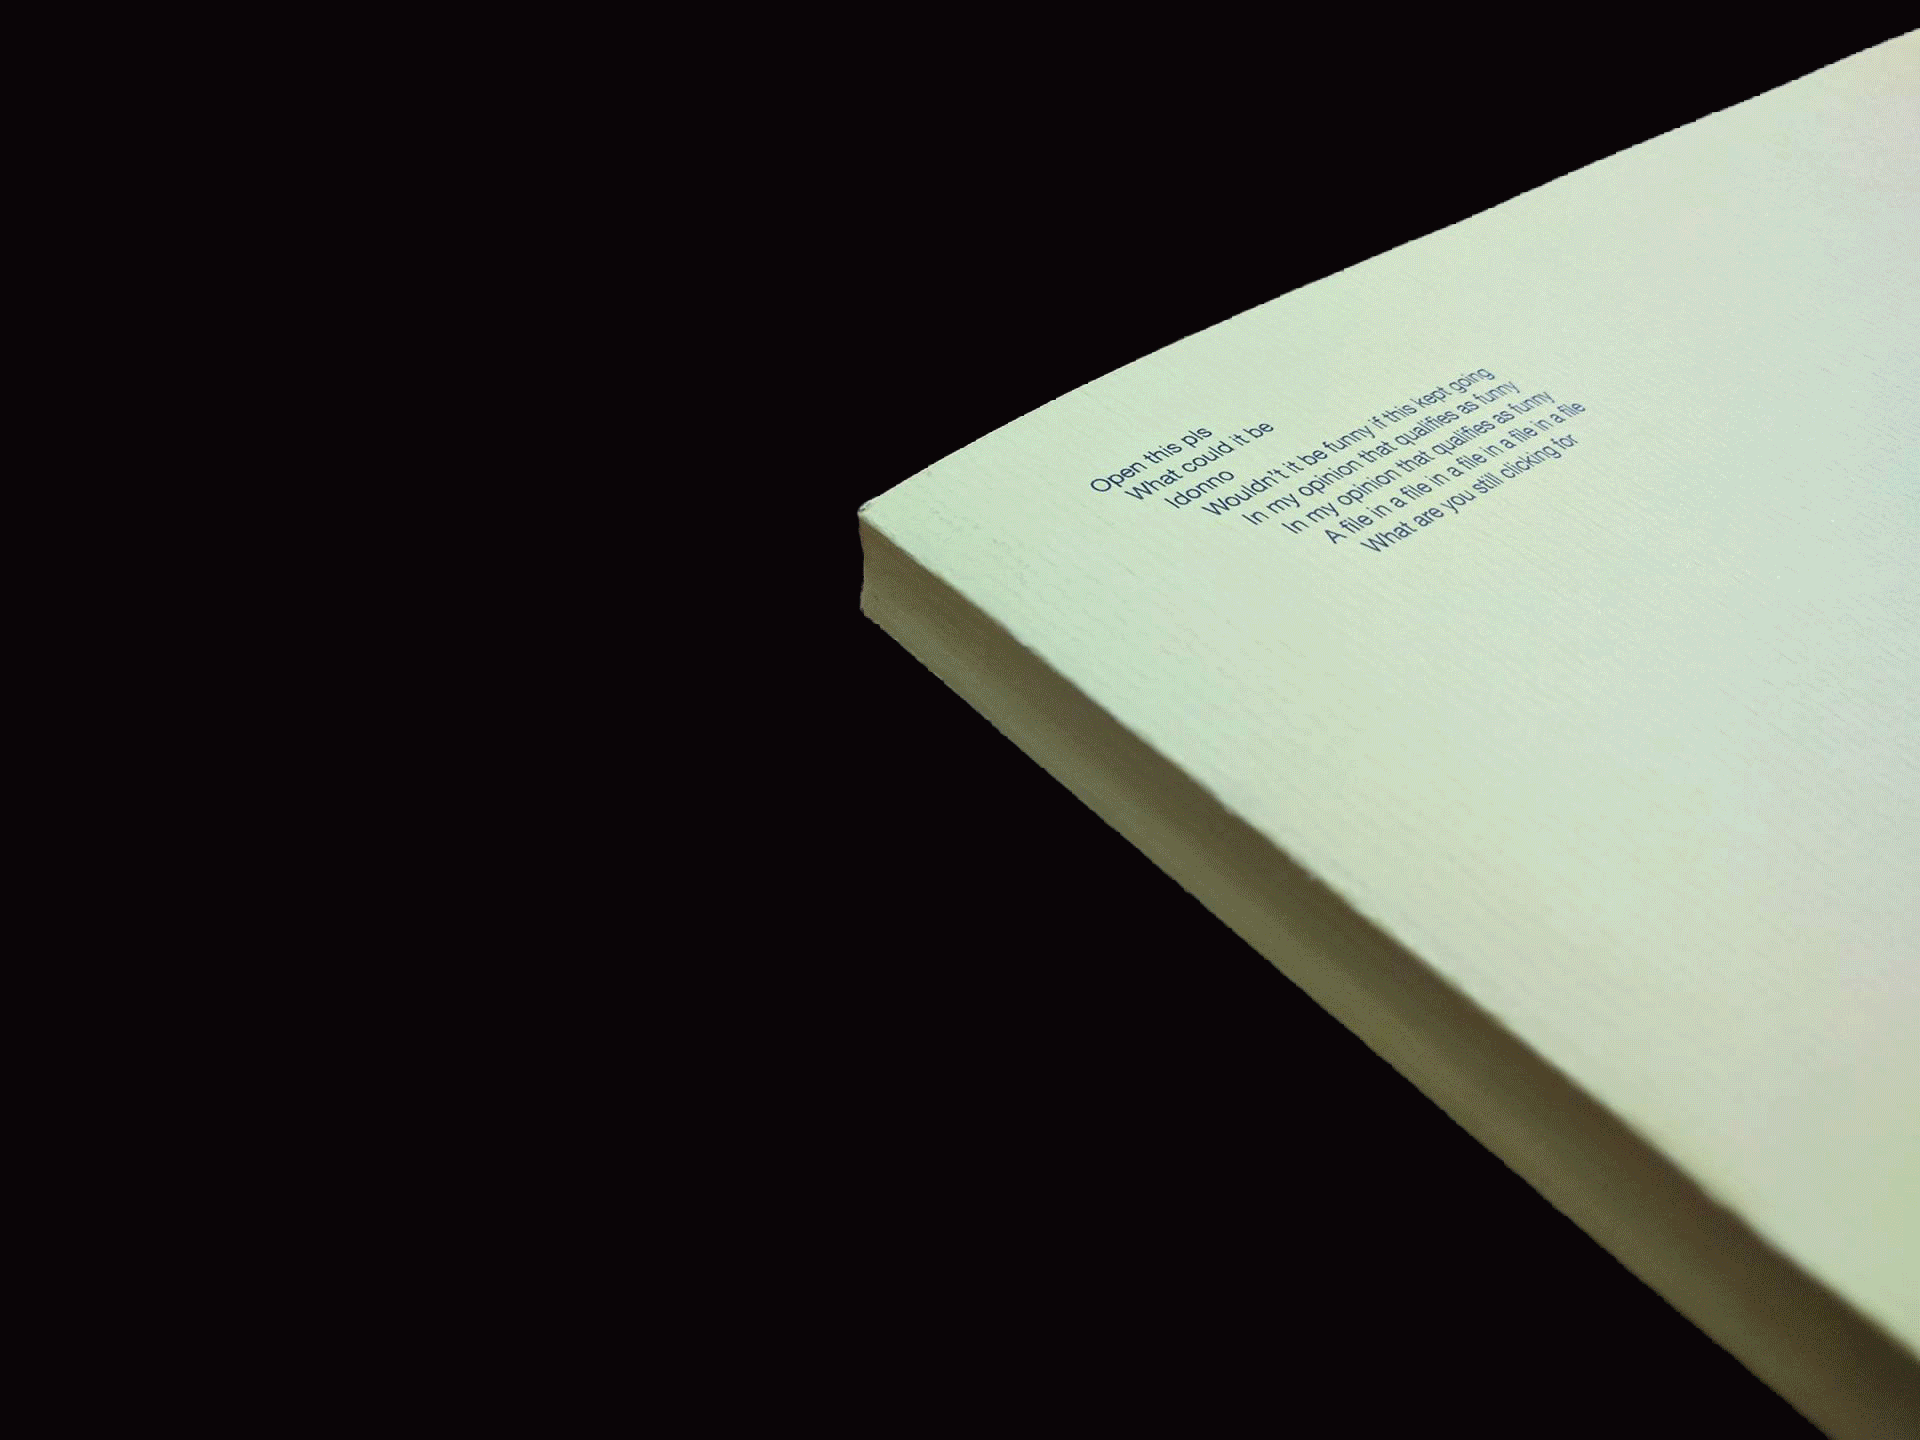 Open this pls
What could it be
Idonno
Wouldn't it be funny if this kept going
In my opinion that qualifies as funny
In my opinion that qualifies as funny
A file in a file in a file in a file in a file
What are you still clicking for